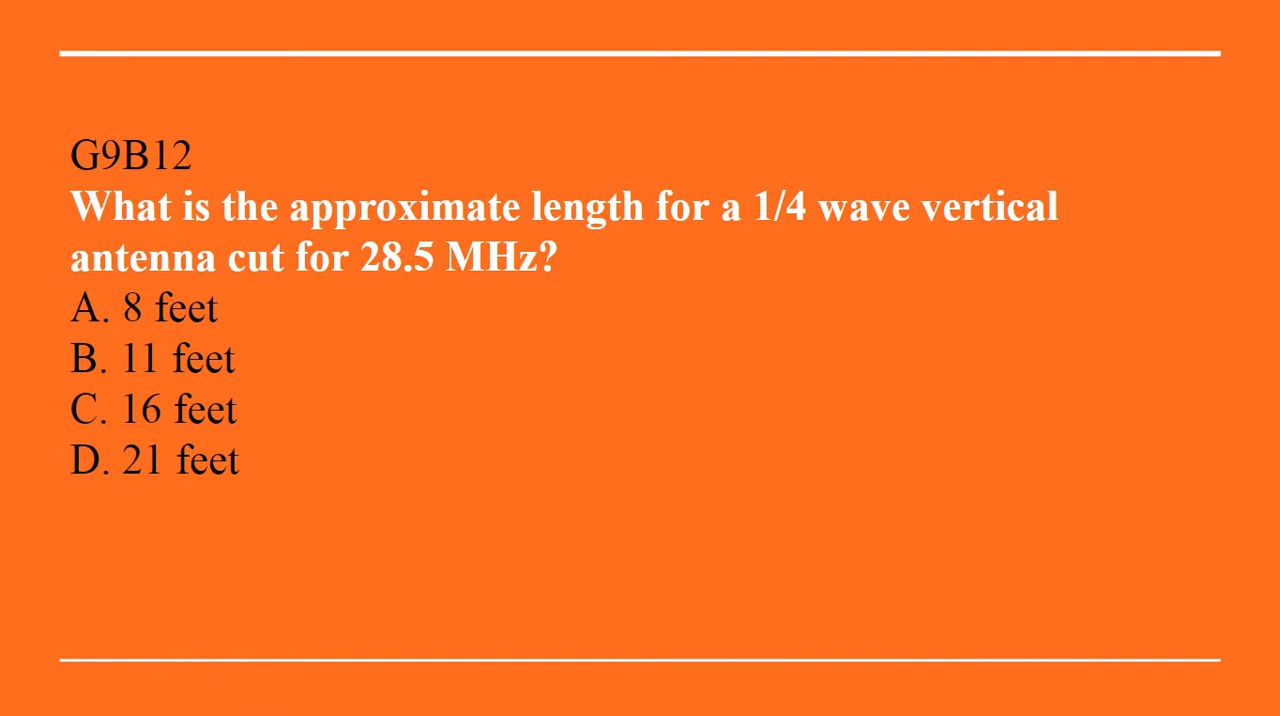 G9B12
What is the approximate length for a 1/4 wave vertical
antenna cut for 28.5 MHz?
A. 8 feet
B. 11 feet
C. 16 feet
D. 21 feet